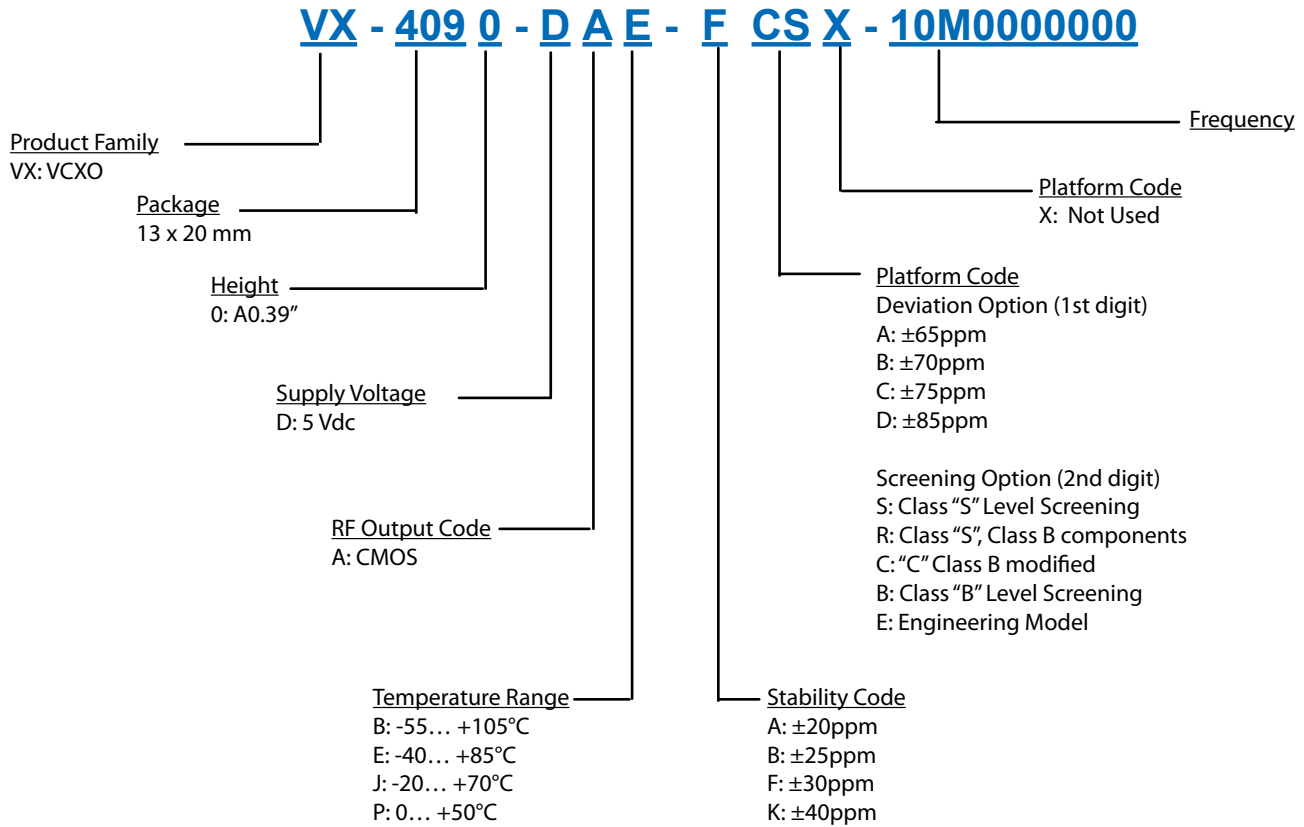 VX - 409 0 - D A E - F CS X - 10M0000000
Frequency
Product Family
VX: VCXO
Platform Code
X: Not Used
Package
13 x 20 mm
Height
0: A0.39”
Platform Code
Deviation Option (1st digit)
A: ±65ppm
B: ±70ppm
C: ±75ppm
D: ±85ppm
Supply Voltage
D: 5 Vdc
Screening Option (2nd digit)
S: Class “S” Level Screening
R: Class “S”, Class B components
C: “C” Class B modified
B: Class “B” Level Screening
E: Engineering Model
RF Output Code
A: CMOS
Temperature Range
B: -55… +105°C
E: -40… +85°C
J: -20… +70°C
P: 0… +50°C
Stability Code
A: ±20ppm
B: ±25ppm
F: ±30ppm
K: ±40ppm